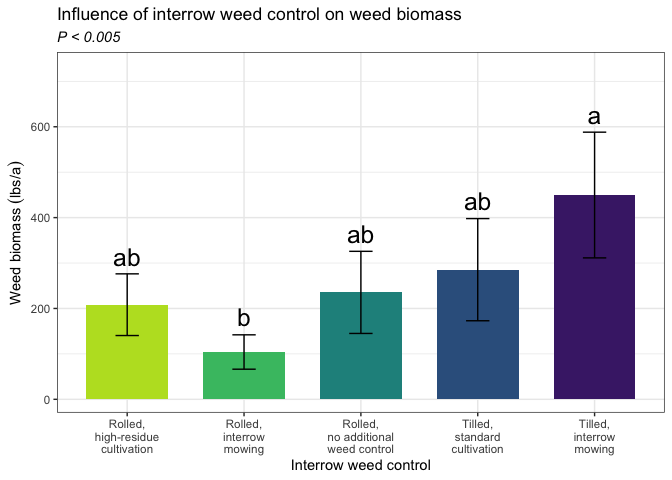 Influence of interrow weed control on weed biomass
P < 0.005
Weed biomass (lbs/a)
600
400
200
0
ab
b
ab
ab
a
Rolled,
high-residue
cultivation
Rolled,
interrow
mowing
Rolled,
no additional
weed control
Tilled,
standard
cultivation
Tilled,
interrow
mowing
Interrow weed control